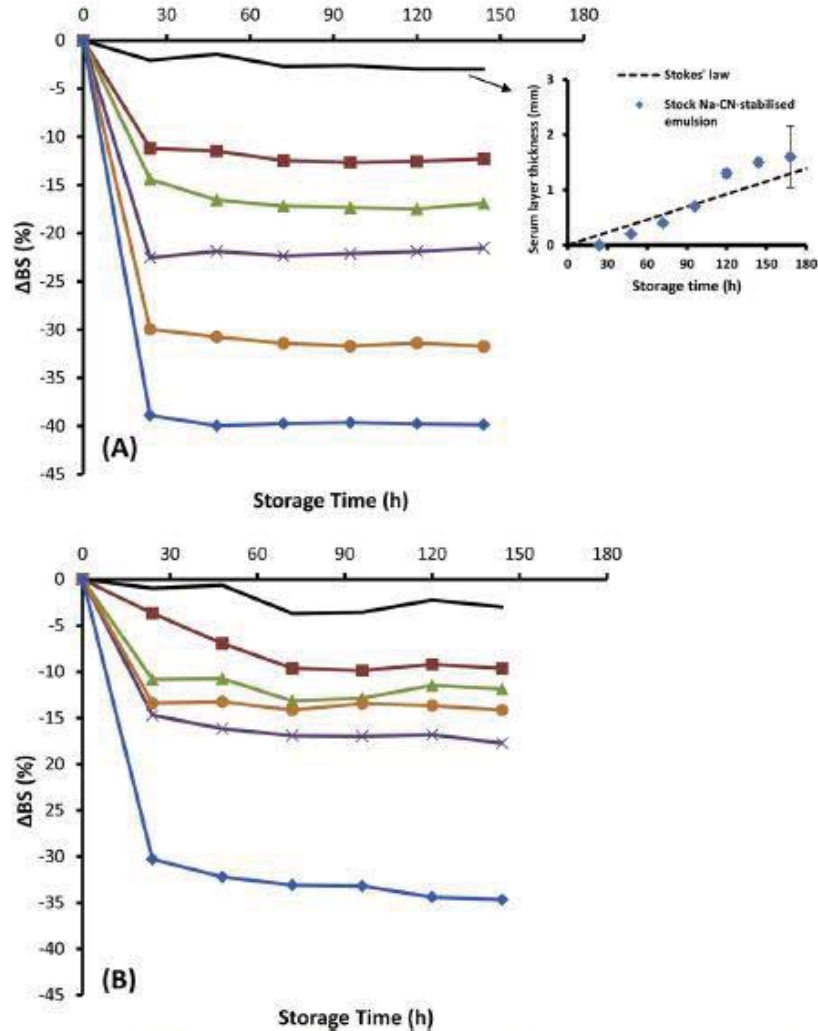 0 30 60 90 120 150 180
0
-5
-10
-15
-20
-25
-30
-35
-40
-45
ΔBS (%)
(A)
Storage Time (h)
3
2
1
0
Serum layer thickness (mm)
Stokes' law
Stock Na-CN-stabilised
emulsion
0 30 60 90 120 150 180
Storage time (h)
0 30 60 90 120 150 180
0
-5
-10
-15
-20
-25
-30
-35
-40
-45
ΔBS (%)
(B)
Storage Time (h)